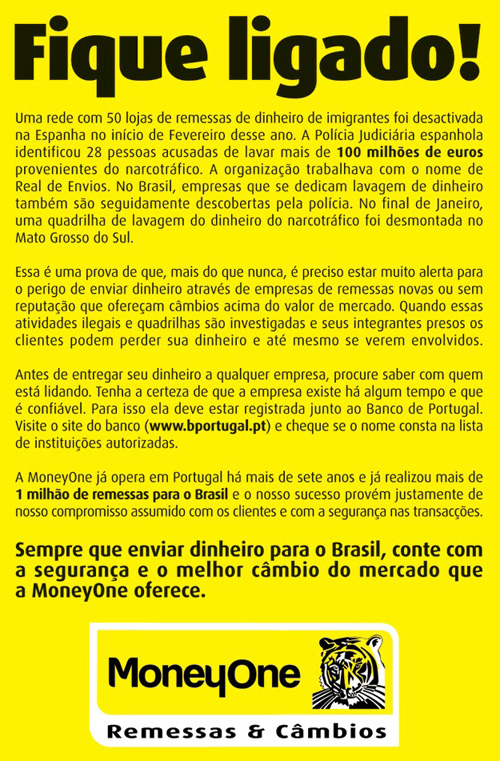 Fique ligado!
Uma rede com 50 lojas de remessas de dinheiro de imigrantes foi desactivada
na Espanha no início de Fevereiro desse ano. A Polícia Judiciária espanhola
identificou 28 pessoas acusadas de lavar mais de 100 milhões de euros
provenientes do narcotráfico. A organização trabalhava com o nome de
Real de Envios. No Brasil, empresas que se dedicam lavagem de dinheiro
também são seguidamente descobertas pela polícia. No final de Janeiro,
uma quadrilha de lavagem do dinheiro do narcotráfico foi desmontada no
Mato Grosso do Sul.
Essa é uma prova de que, mais do que nunca, é preciso estar muito alerta para
o perigo de enviar dinheiro através de empresas de remessas novas ou sem
reputação que ofereçam câmbios acima do valor de mercado. Quando essas
atividades ilegais e quadrilhas são investigadas e seus integrantes presos os
clientes podem perder sua dinheiro e até mesmo se verem envolvidos.
Antes de entregar seu dinheiro a qualquer empresa, procure saber com quem
está lidando. Tenha a certeza de que a empresa existe há algum tempo e que
é confiável. Para isso ela deve estar registrada junto ao Banco de Portugal.
Visite o site do banco (www.bportugal.pt) e cheque se o nome consta na lista
de instituições autorizadas.
A MoneyOne já opera em Portugal há mais de sete anos e já realizou mais de
1 milhão de remessas para o Brasil e o nosso sucesso provém justamente de
nosso compromisso assumido com os clientes e com a segurança nas transacções.
Sempre que enviar dinheiro para o Brasil, conte com
a segurança e o melhor câmbio do mercado que
a MoneyOne oferece.
MoneyOne
Remessas & Câmbios